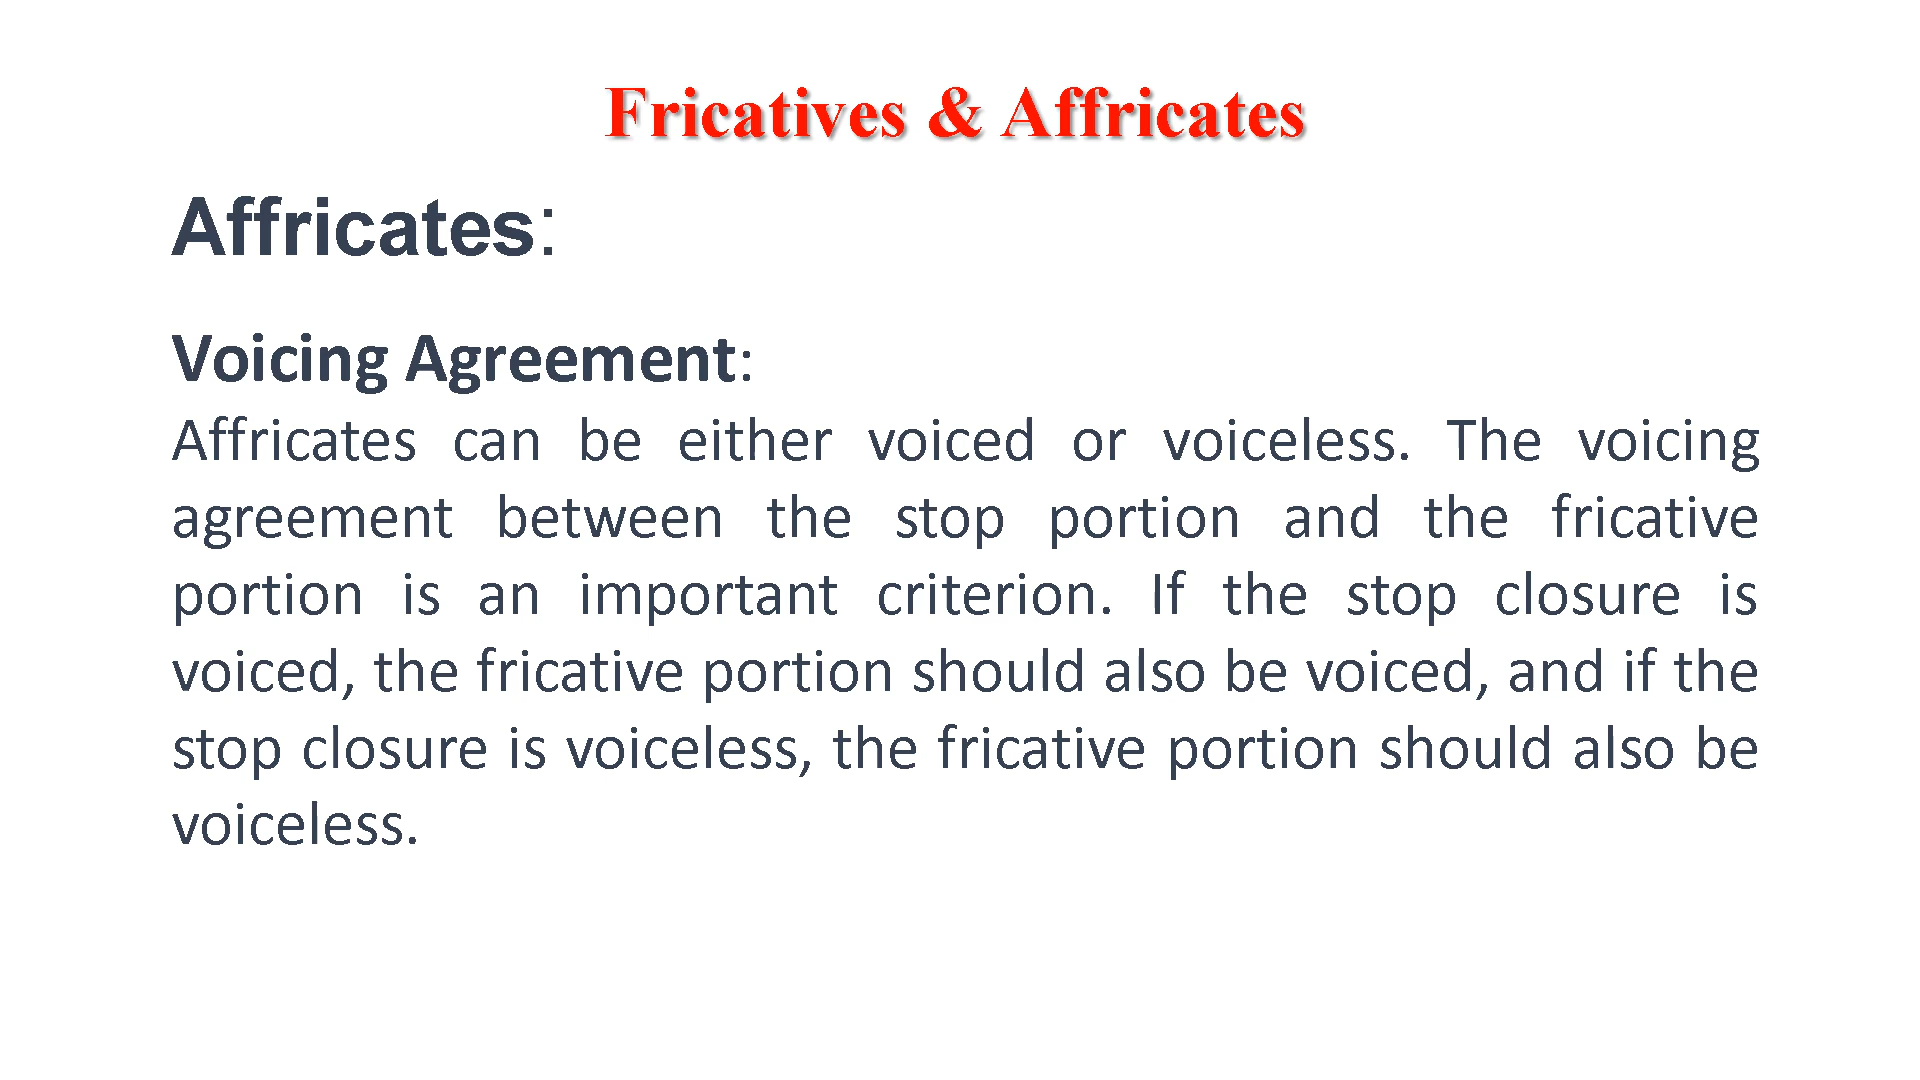 Fricatives & Affricates
Affricates:
Voicing Agreement:
Affricates can be either voiced or voiceless. The voicing
agreement between the stop portion and the fricative
portion is an important criterion. If the stop closure is
voiced, the fricative portion should also be voiced, and if the
stop closure is voiceless, the fricative portion should also be
voiceless.